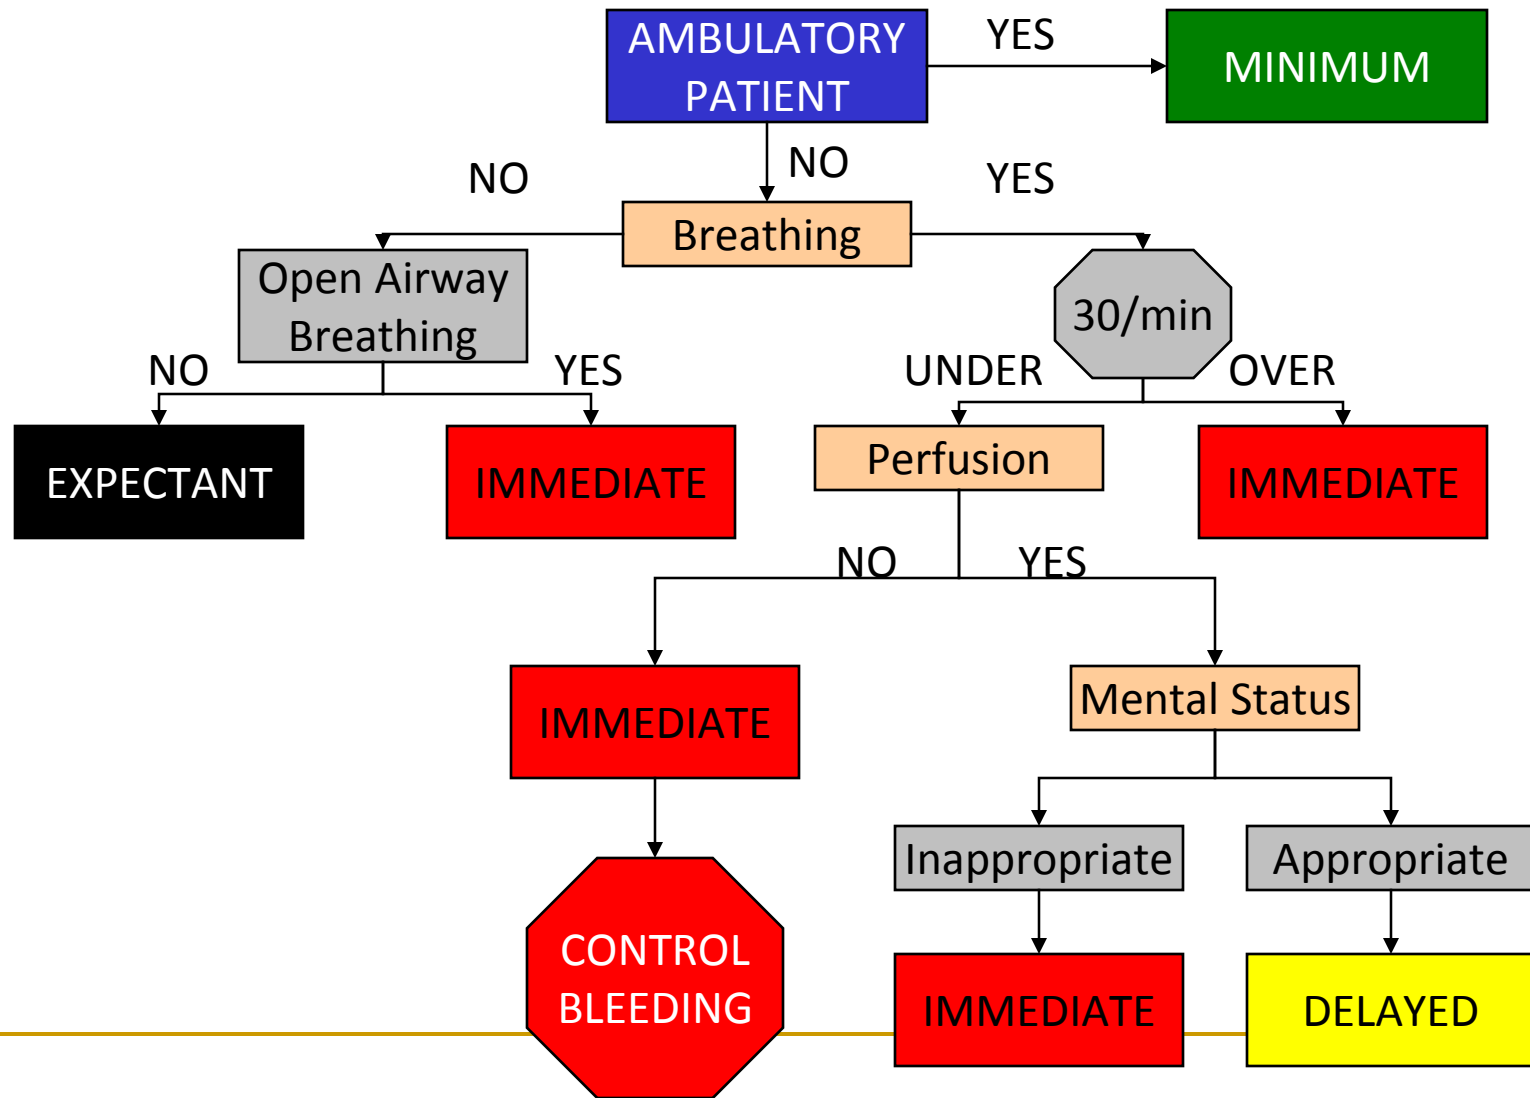 AMBULATORY
PATIENT
YES
MINIMUM
NO
NO
YES
Breathing
Open Airway
Breathing
30/min
NO
YES
UNDER
OVER
EXPECTANT
IMMEDIATE
Perfusion
IMMEDIATE
NO
YES
IMMEDIATE
Mental Status
Inappropriate
Appropriate
CONTROL
BLEEDING
IMMEDIATE
DELAYED